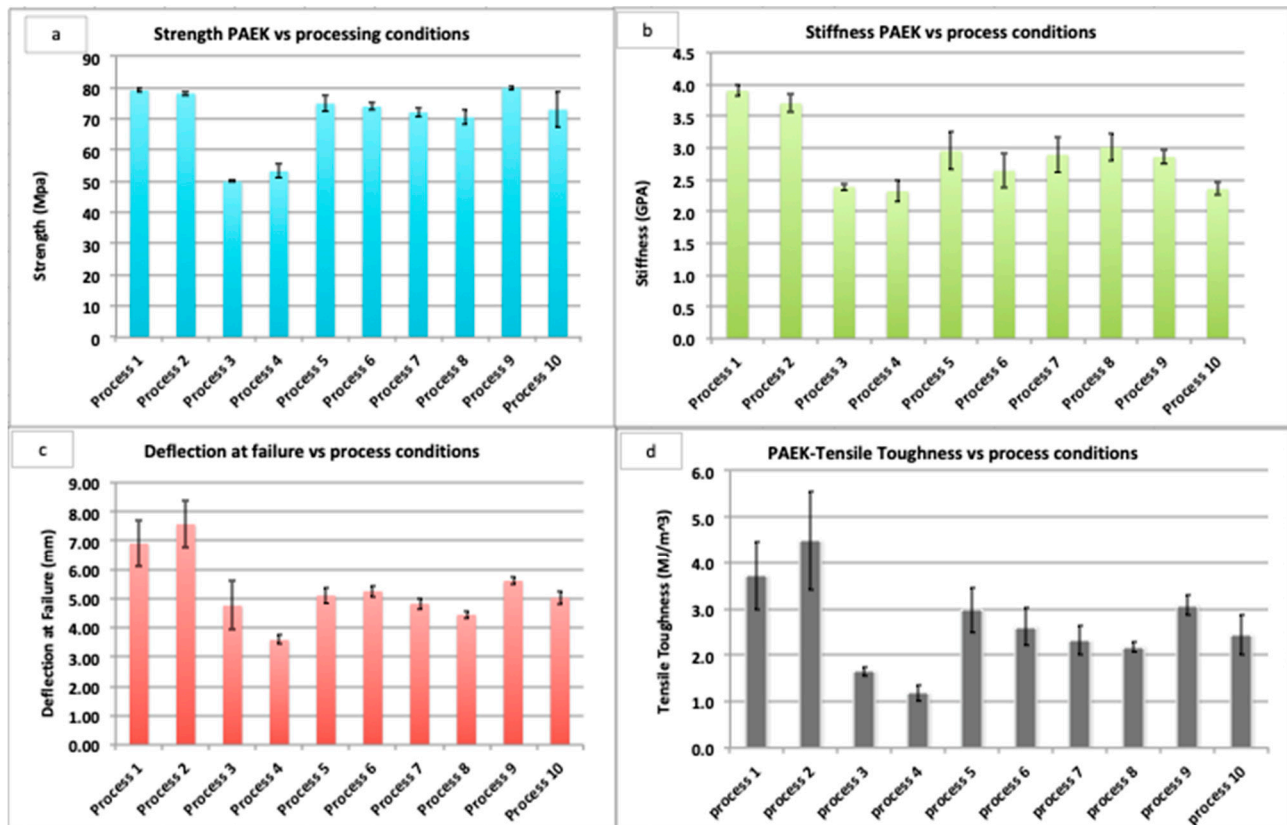 a
Strength PAEK vs processing conditions
Strength (Mpa)
90
80
70
60
50
40
30
20
10
0
Process 1
Process 2
Process 3
Process 4
Process 5
Process 6
Process 7
Process 8
Process 9
Process 10
b
Stiffness PAEK vs process conditions
Stiffness (GPA)
4.5
4.0
3.5
3.0
2.5
2.0
1.5
1.0
0.5
0.0
Process 1
Process 2
Process 3
Process 4
Process 5
Process 6
Process 7
Process 8
Process 9
Process 10
c
Deflection at failure vs process conditions
Deflection at Failure (mm)
9.00
8.00
7.00
6.00
5.00
4.00
3.00
2.00
1.00
0.00
Process 1
Process 2
Process 3
Process 4
Process 5
Process 6
Process 7
Process 8
Process 9
Process 10
d
PAEK-Tensile Toughness vs process conditions
Tensile Toughness (MJ/m^3)
6.0
5.0
4.0
3.0
2.0
1.0
0.0
process 1
process 2
process 3
process 4
process 5
process 6
process 7
process 8
process 9
process 10